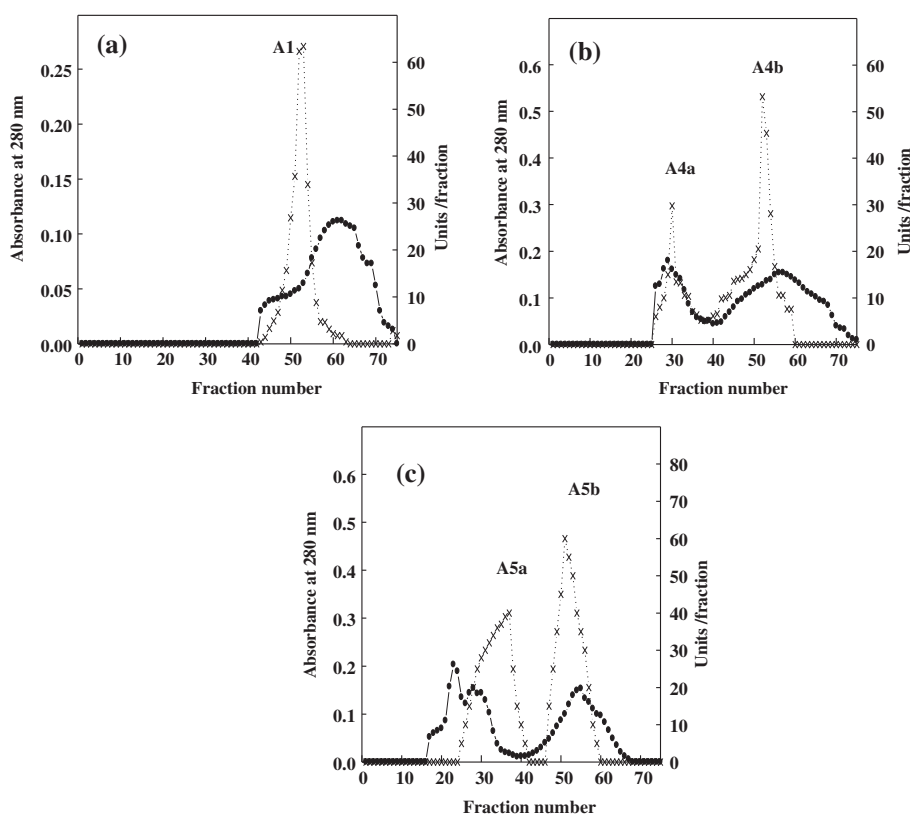 (a)
A1
Absorbance at 280 nm
0.25
0.20
0.15
0.10
0.05
0.00
60
50
40
30
20
10
0
Units /fraction
0 10 20 30 40 50 60 70
Fraction number
(b)
A4b
A4a
Absorbance at 280 nm
0.6
0.5
0.4
0.3
0.2
0.1
0.0
60
50
40
30
20
10
0
Units /fraction
0 10 20 30 40 50 60 70
Fraction number
(c)
A5b
A5a
Absorbance at 280 nm
0.6
0.5
0.4
0.3
0.2
0.1
0.0
80
70
60
50
40
30
20
10
0
Units /fraction
0 10 20 30 40 50 60 70
Fraction number